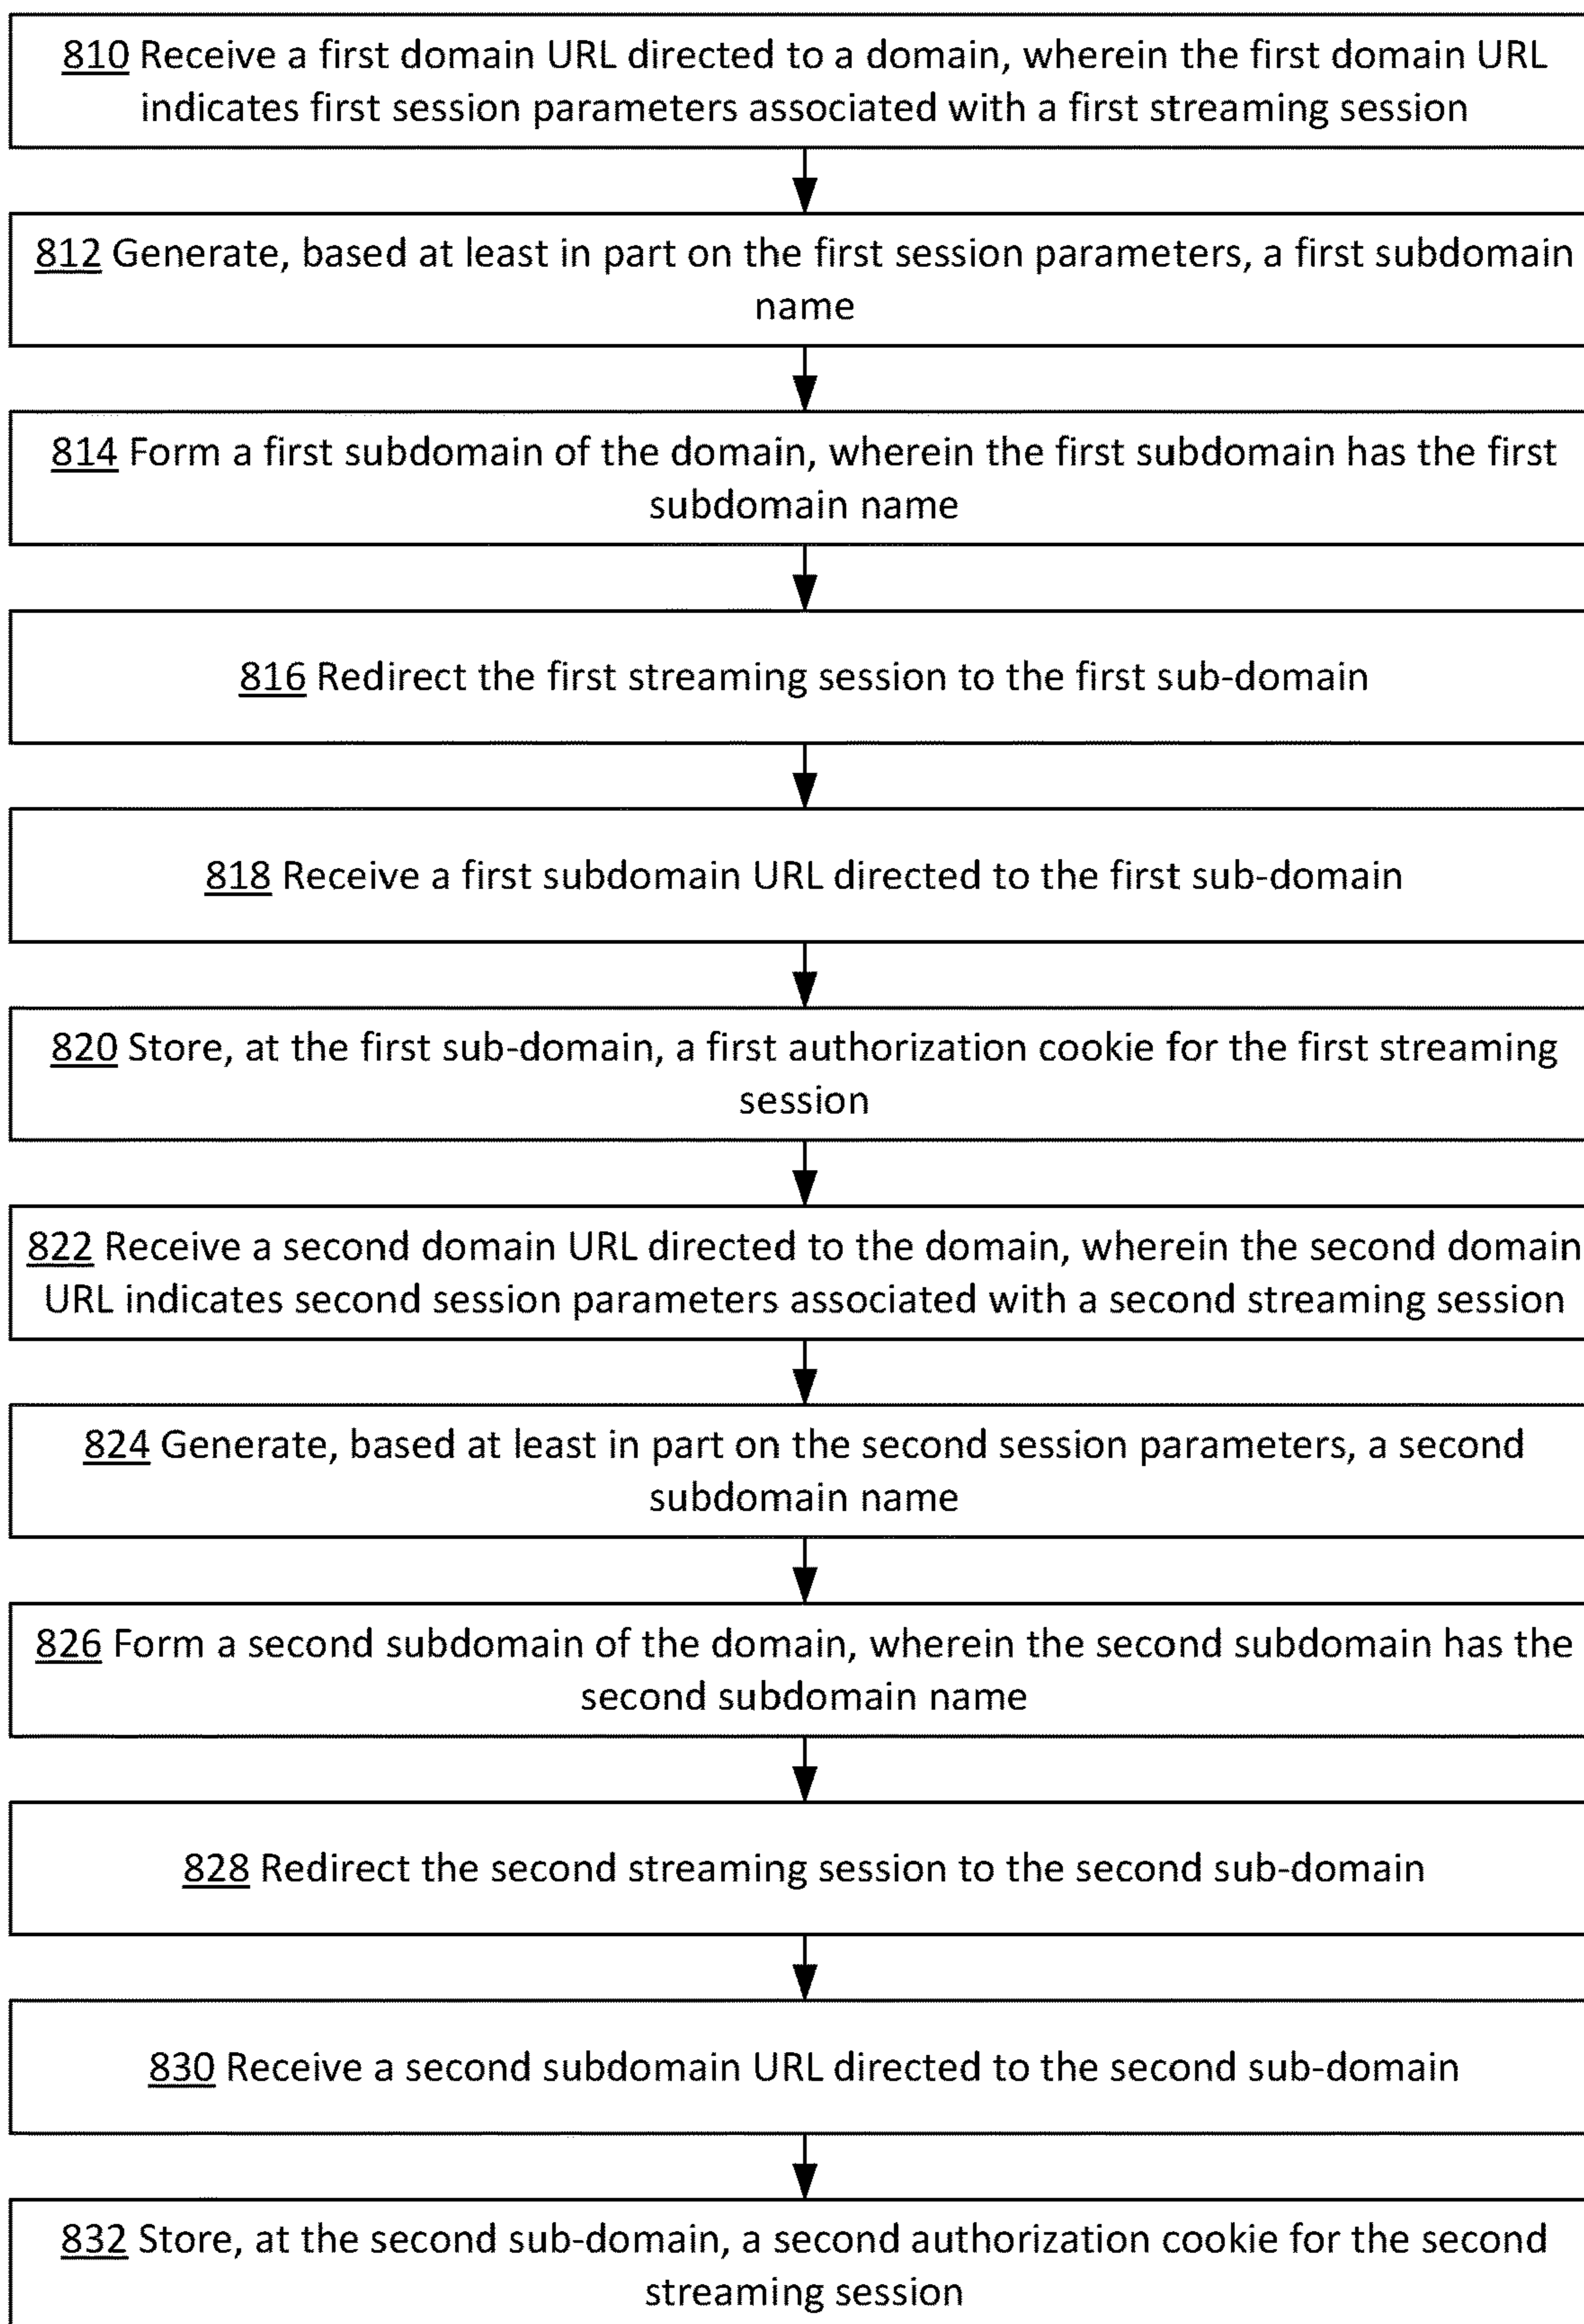 810 Receive a first domain URL directed to a domain, wherein the first domain URL
indicates first session parameters associated with a first streaming session
812 Generate, based at least in part on the first session parameters, a first subdomain
name
814 Form a first subdomain of the domain, wherein the first subdomain has the first
subdomain name
816 Redirect the first streaming session to the first sub-domain
818 Receive a first subdomain URL directed to the first sub-domain
820 Store, at the first sub-domain, a first authorization cookie for the first streaming
session
822 Receive a second domain URL directed to the domain, wherein the second domain
URL indicates second session parameters associated with a second streaming session
824 Generate, based at least in part on the second session parameters, a second
subdomain name
826 Form a second subdomain of the domain, wherein the second subdomain has the
second subdomain name
828 Redirect the second streaming session to the second sub-domain
830 Receive a second subdomain URL directed to the second sub-domain
832 Store, at the second sub-domain, a second authorization cookie for the second
streaming session